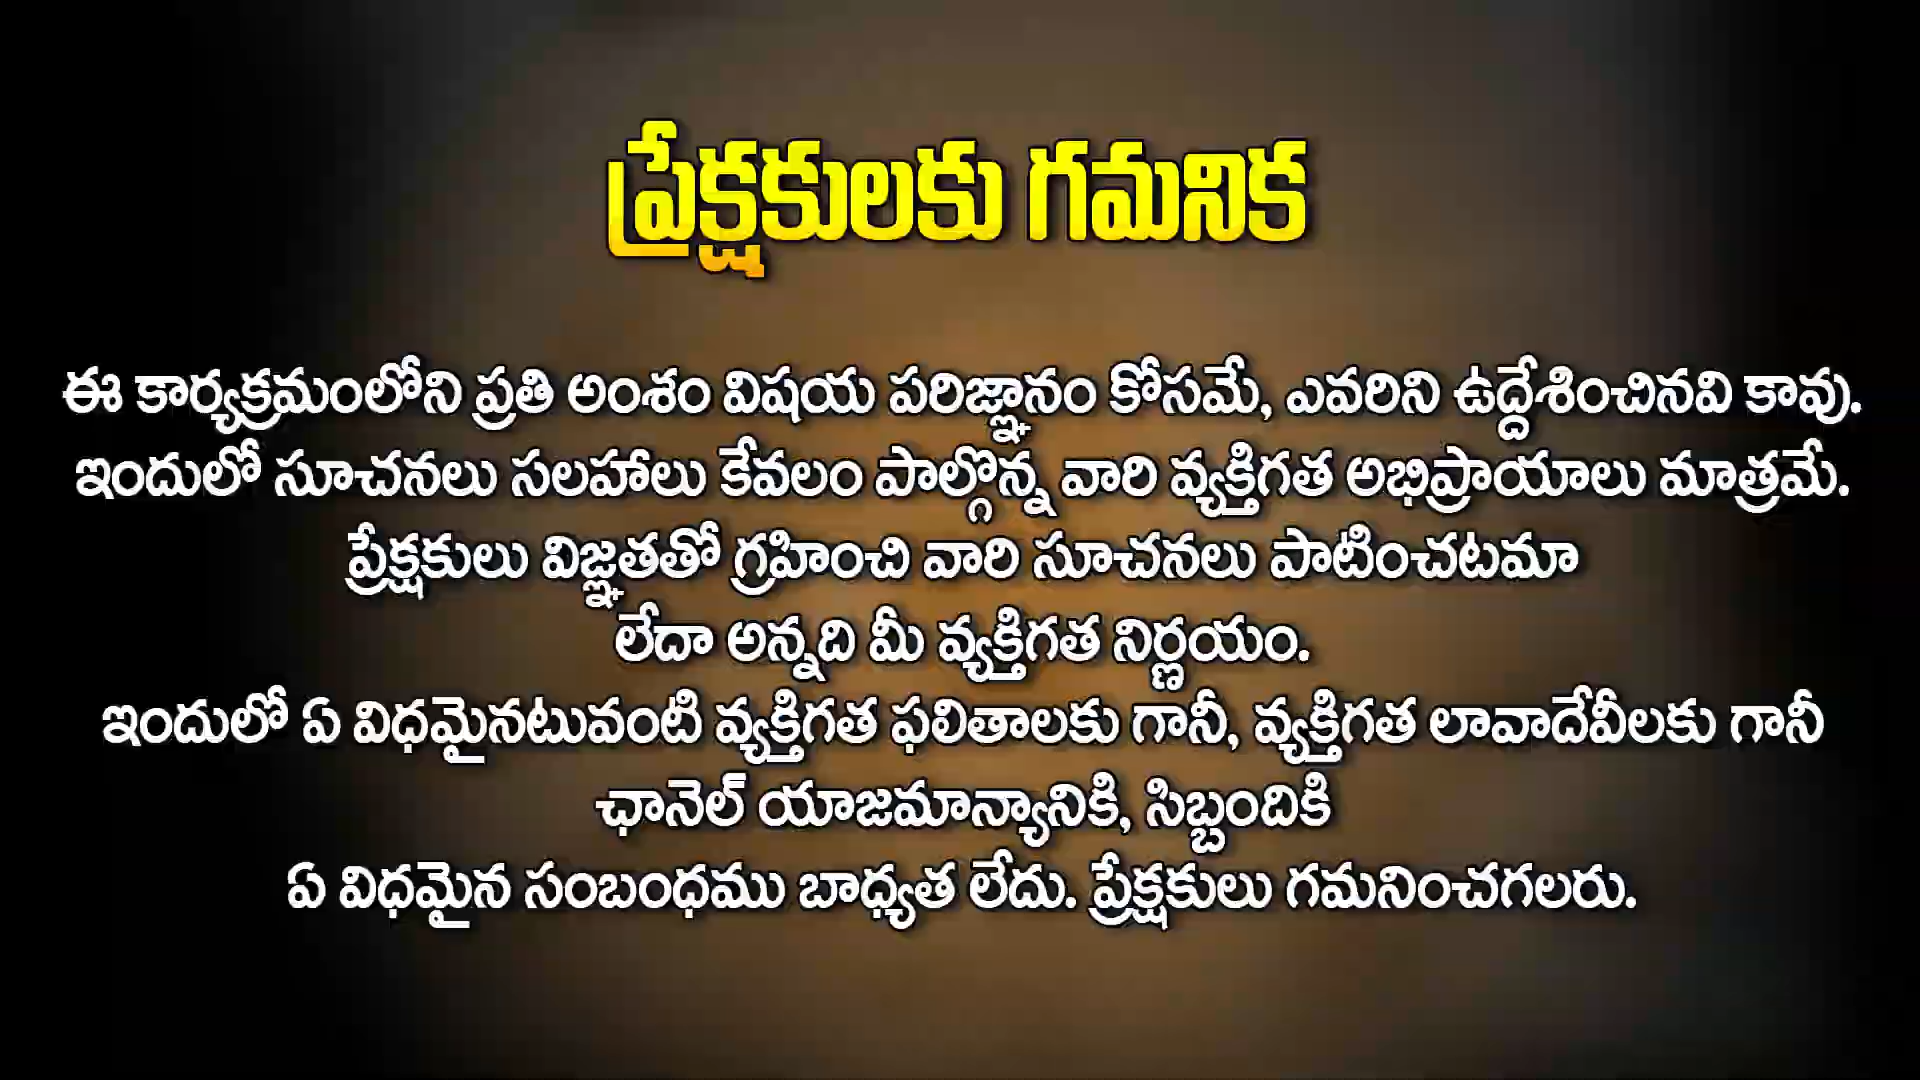 ప్రేక్షకులకు గమనిక
ఈ కార్యక్రమంలోని ప్రతి అంశం విషయ పరిజ్ఞానం కోసమే, ఎవరిని ఉద్దేశించినవి కావు.
ఇందులో సూచనలు సలహాలు కేవలం పాల్గొన్న వారి వ్యక్తిగత అభిప్రాయాలు మాత్రమే.
ప్రేక్షకులు విజ్ఞతతో గ్రహించి వారి సూచనలు పాటించటమా
లేదా అన్నది మీ వ్యక్తిగత నిర్ణయం.
ఇందులో ఏ విధమైనటువంటి వ్యక్తిగత ఫలితాలకు గానీ, వ్యక్తిగత లావాదేవీలకు గానీ
ఛానెల్ యాజమాన్యానికి, సిబ్బందికి
ఏ విధమైన సంబంధము బాధ్యత లేదు. ప్రేక్షకులు గమనించగలరు.